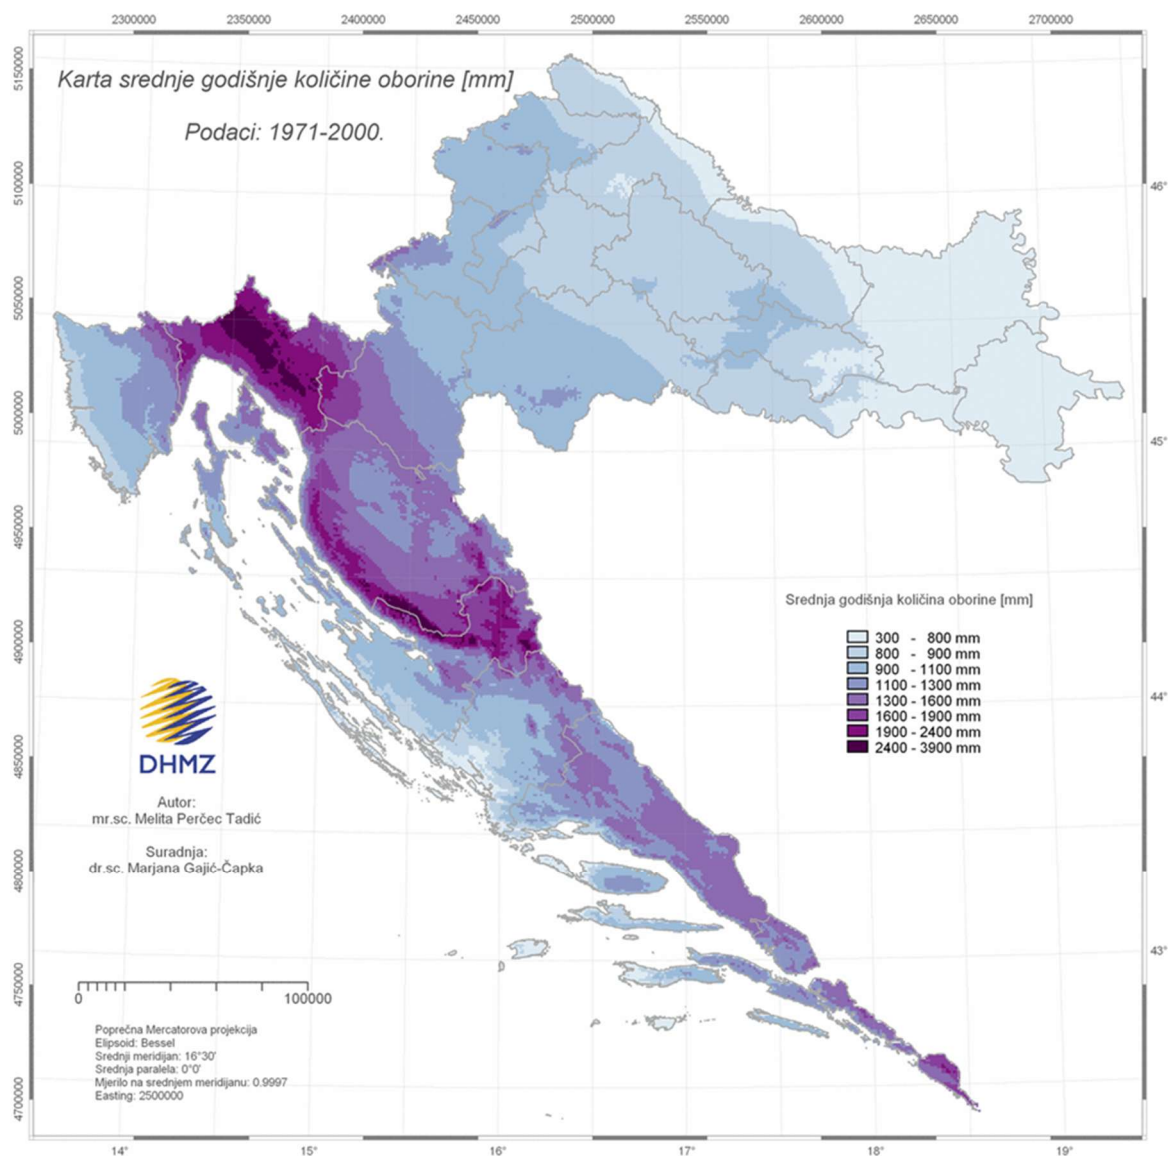 2300000 2350000 2400000 2450000 2500000 2550000 2600000 2650000 2700000
Karta srednje godišnje količine oborine [mm]
Podaci: 1971-2000.
5150000
5100000
5050000
5000000
4950000
4900000
4850000
4800000
4750000
4700000
46°
45°
44°
43°
Srednja godišnja količina oborine [mm]
300 - 800 mm
800 - 900 mm
900 - 1100 mm
1100 - 1300 mm
1300 - 1600 mm
1600 - 1900 mm
1900 - 2400 mm
2400 - 3900 mm
DHMZ
Autor:
mr.sc. Melita Perčec Tadić
Suradnja:
dr.sc. Marjana Gajić-Čapka
0 100000
Poprečna Mercatorova projekcija
Elipsoid: Bessel
Srednji meridijan: 16°30'
Srednja paralela: 0°0'
Mjerilo na srednjem meridijanu: 0.9997
Easting: 2500000
14° 15° 16° 17° 18° 19°